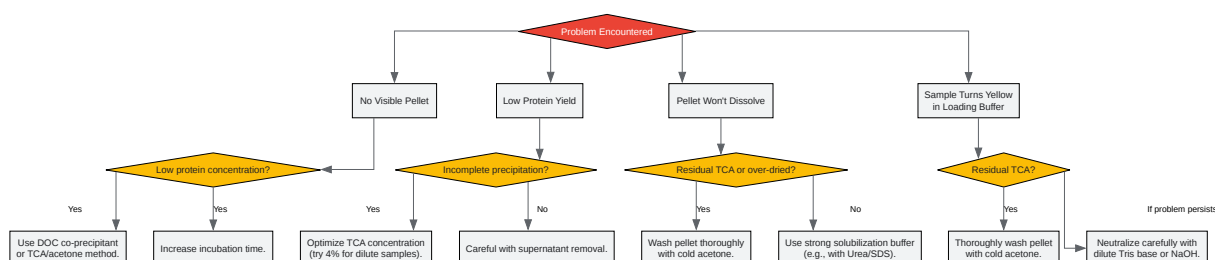 Problem Encountered
No Visible Pellet
Low Protein Yield
Pellet Won't Dissolve
Sample Turns Yellow
in Loading Buffer
Low protein concentration?
Incomplete precipitation?
Residual TCA or over-dried?
Residual TCA?
Yes
Yes
Yes
No
Yes
No
Yes
If problem persists
Use DOC co-precipitant
or TCA/acetone method.
Increase incubation time.
Optimize TCA concentration
(try 4% for dilute samples).
Careful with supernatant removal.
Wash pellet thoroughly
with cold acetone.
Use strong solubilization buffer
(e.g., with Urea/SDS).
Thoroughly wash pellet
with cold acetone.
Neutralize carefully with
dilute Tris base or NaOH.